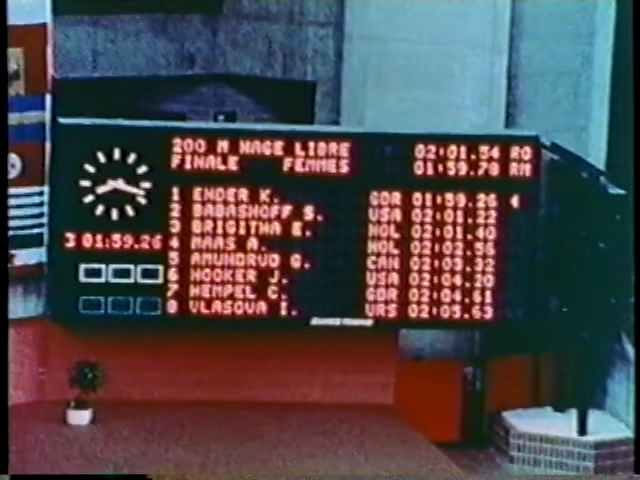 200 M NAGE LIBRE 02:01.54 RO
FINALE FEMMES 01:59.78 RM
1 ENDER K. GDR 01:59.26 4
2 BABASHOFF S. USA 02:01.22
3 BRIGITHA E. HOL 02:01.40
4 MAAS A. HOL 02:02.56
5 AMUNDRUD G. CAN 02:03.32
6 HOOKER J. USA 02:04.20
7 HEMPEL C. GDR 02:04.61
8 VLASOVA I. URS 02:05.63
3 01:59.26